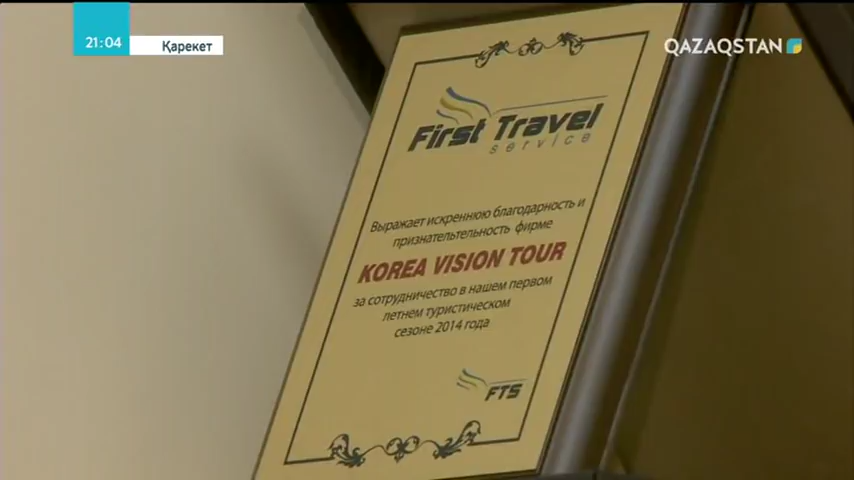 21:04
Қарекет
QAZAQSTAN
First Travel
service
Выражает искреннюю благодарность и
признательтельность фирме
KOREA VISION TOUR
за сотрудничество в нашем первом
летнем туристическом
сезоне 2014 года
FTS